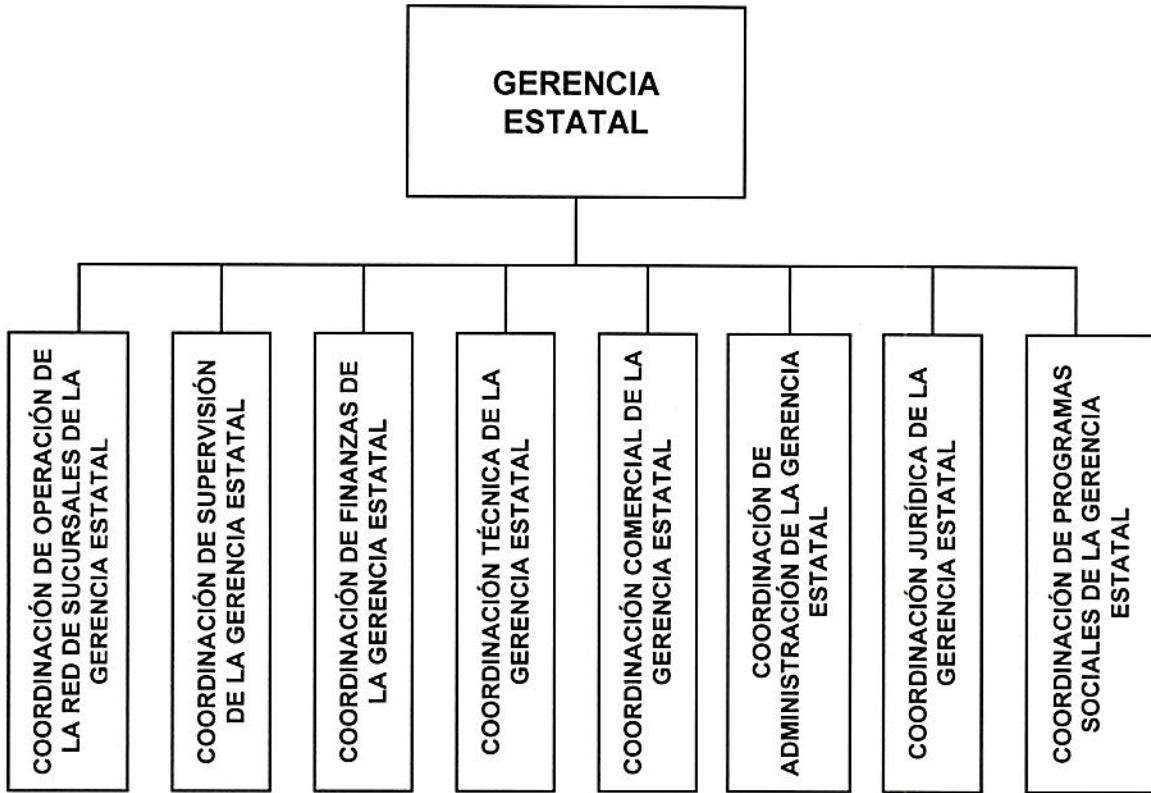 GERENCIA
ESTATAL
COORDINACIÓN DE OPERACIÓN DE
LA RED DE SUCURSALES DE LA
GERENCIA ESTATAL
COORDINACIÓN DE SUPERVISIÓN
DE LA GERENCIA ESTATAL
COORDINACIÓN DE FINANZAS DE
LA GERENCIA ESTATAL
COORDINACIÓN TÉCNICA DE LA
GERENCIA ESTATAL
COORDINACIÓN COMERCIAL DE LA
GERENCIA ESTATAL
COORDINACIÓN DE
ADMINISTRACIÓN DE LA GERENCIA
ESTATAL
COORDINACIÓN JURÍDICA DE LA
GERENCIA ESTATAL
COORDINACIÓN DE PROGRAMAS
SOCIALES DE LA GERENCIA
ESTATAL